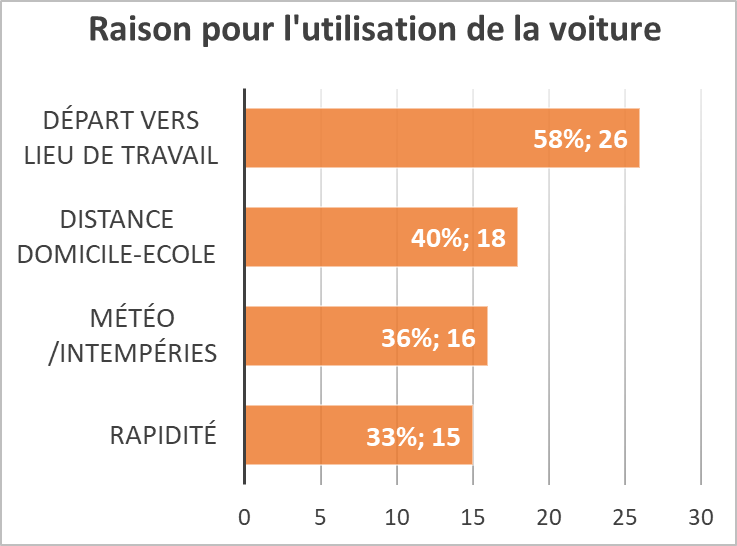 Raison pour l'utilisation de la voiture
DÉPART VERS
LIEU DE TRAVAIL
58%; 26
DISTANCE
DOMICILE-ECOLE
40%; 18
MÉTÉO
/INTEMPÉRIES
36%; 16
RAPIDITÉ
33%; 15
0 5 10 15 20 25 30